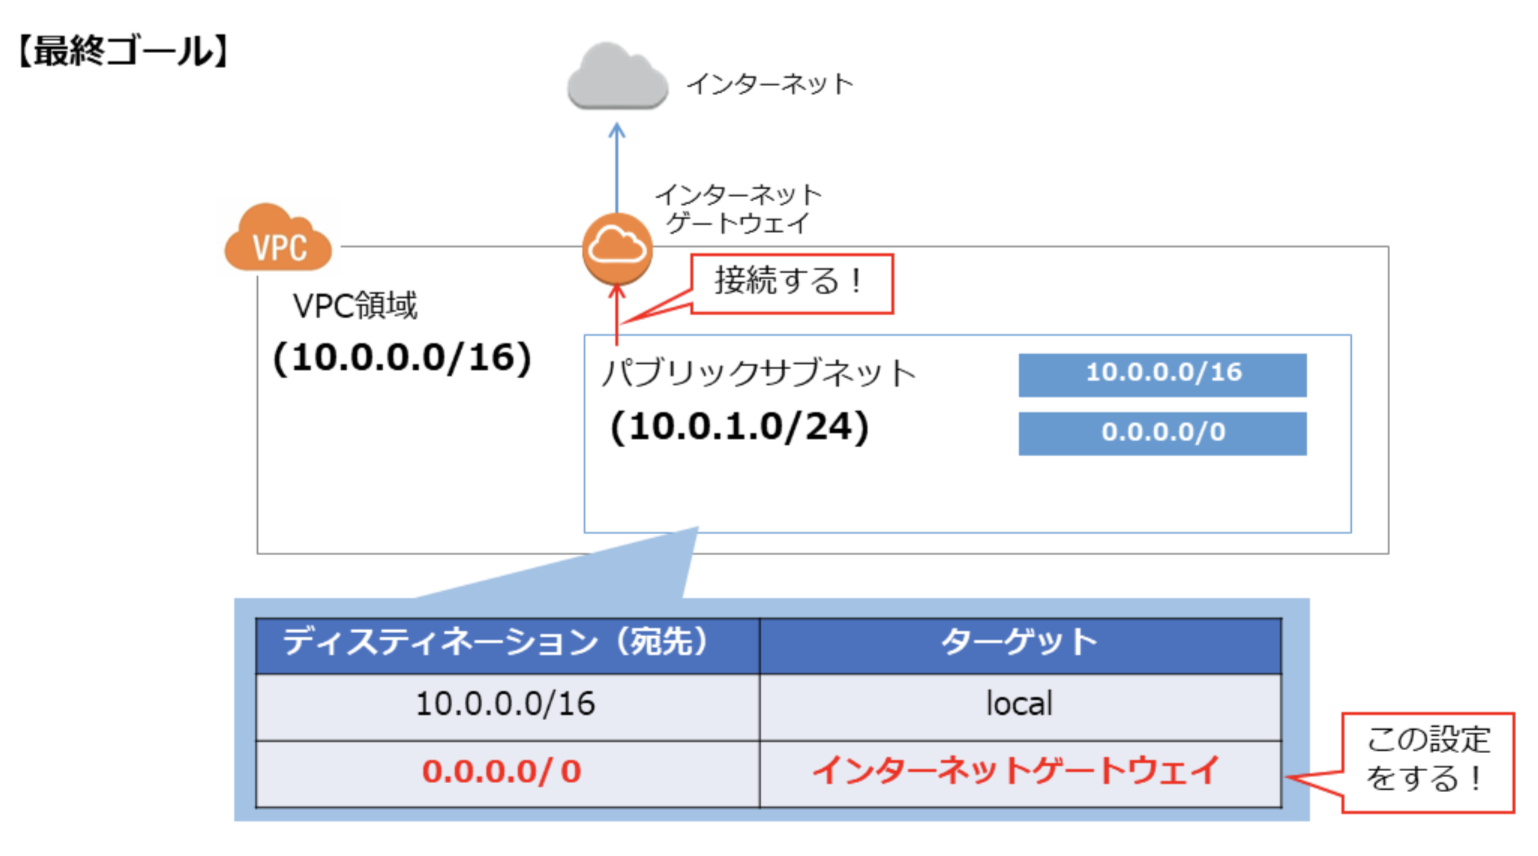 【最終ゴール】
インターネット
インターネット
ゲートウェイ
VPC
接続する！
VPC領域
(10.0.0.0/16)
パブリックサブネット
(10.0.1.0/24)
10.0.0.0/16
0.0.0.0/0
ディスティネーション（宛先） ターゲット
10.0.0.0/16 local
0.0.0.0/ 0 インターネットゲートウェイ
この設定
をする！